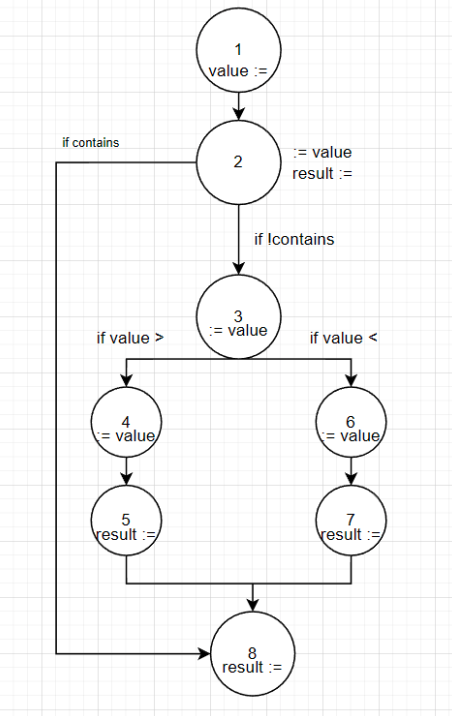 1
value :=
if contains
2
:= value
result :=
if !contains
3
:= value
if value >
if value <
4
:= value
6
:= value
5
result :=
7
result :=
8
result :=